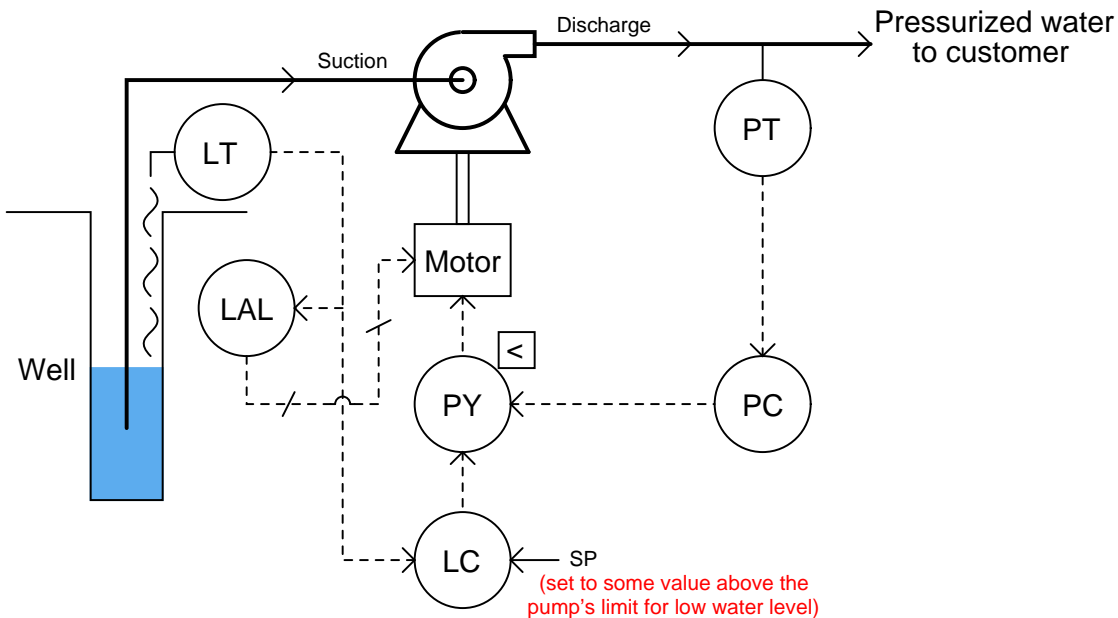 Pressurized water
to customer
Discharge
Suction
LT
PT
Motor
LAL
<
Well
PY
PC
LC
SP
(set to some value above the
pump's limit for low water level)